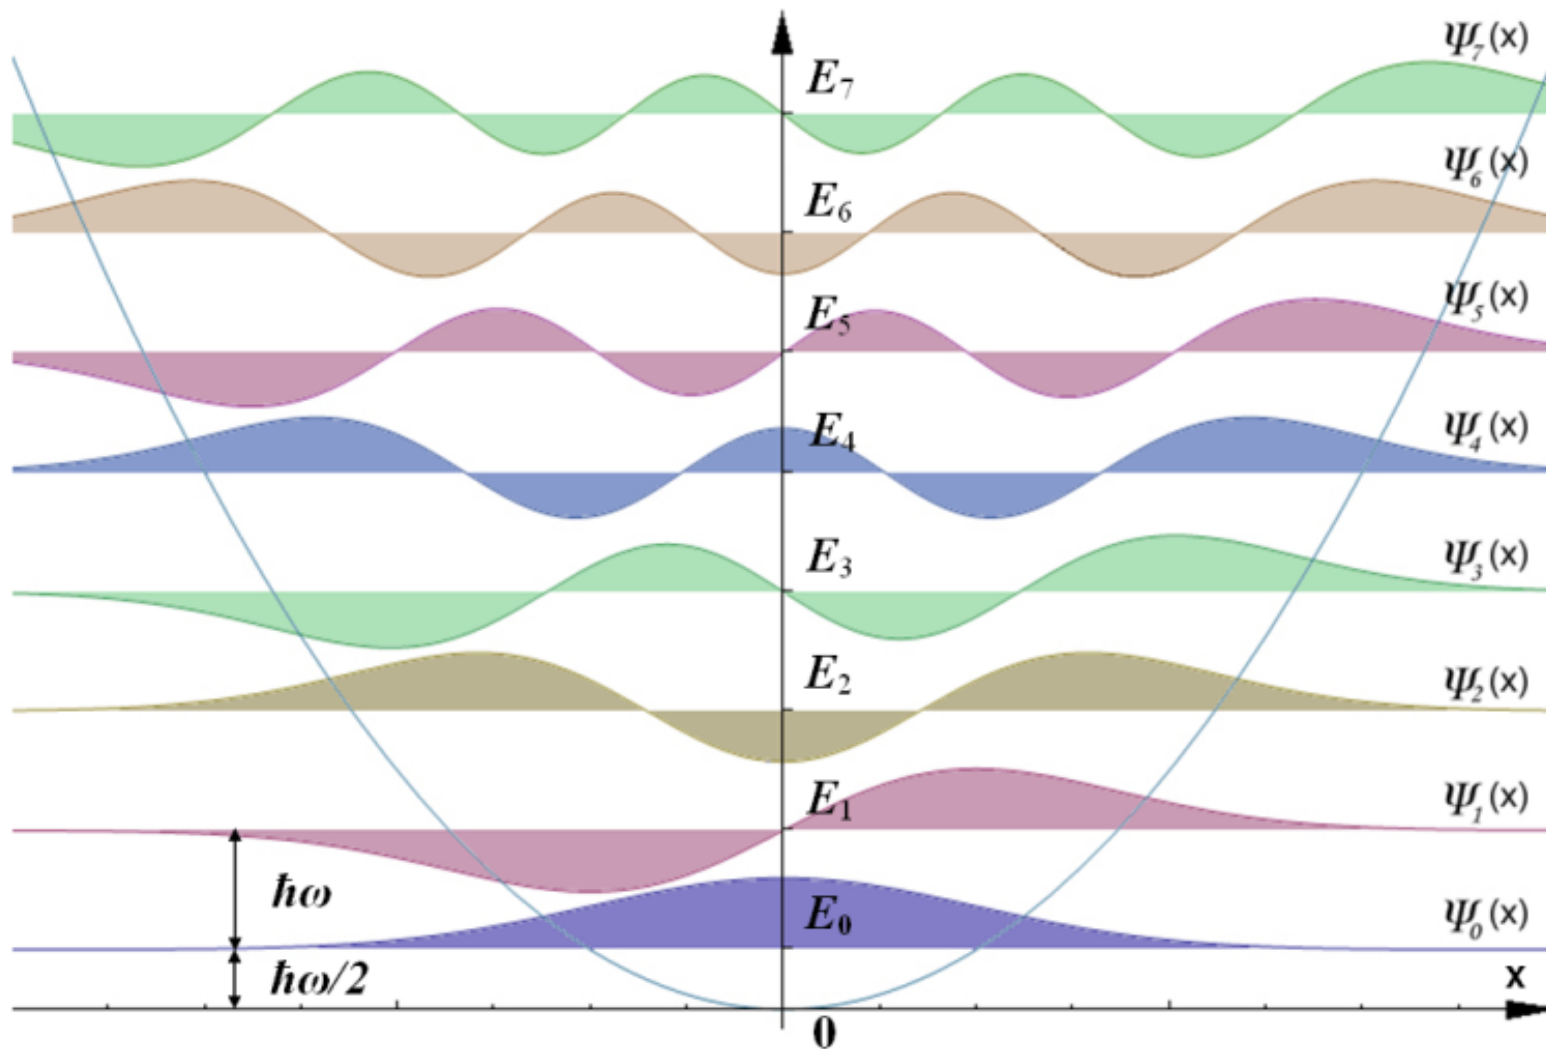 E₇ Ψ₇(x)
E₆ Ψ₆(x)
E₅ Ψ₅(x)
E₄ Ψ₄(x)
E₃ Ψ₃(x)
E₂ Ψ₂(x)
E₁ Ψ₁(x)
ħω
E₀ Ψ₀(x)
ħω/2
x
0